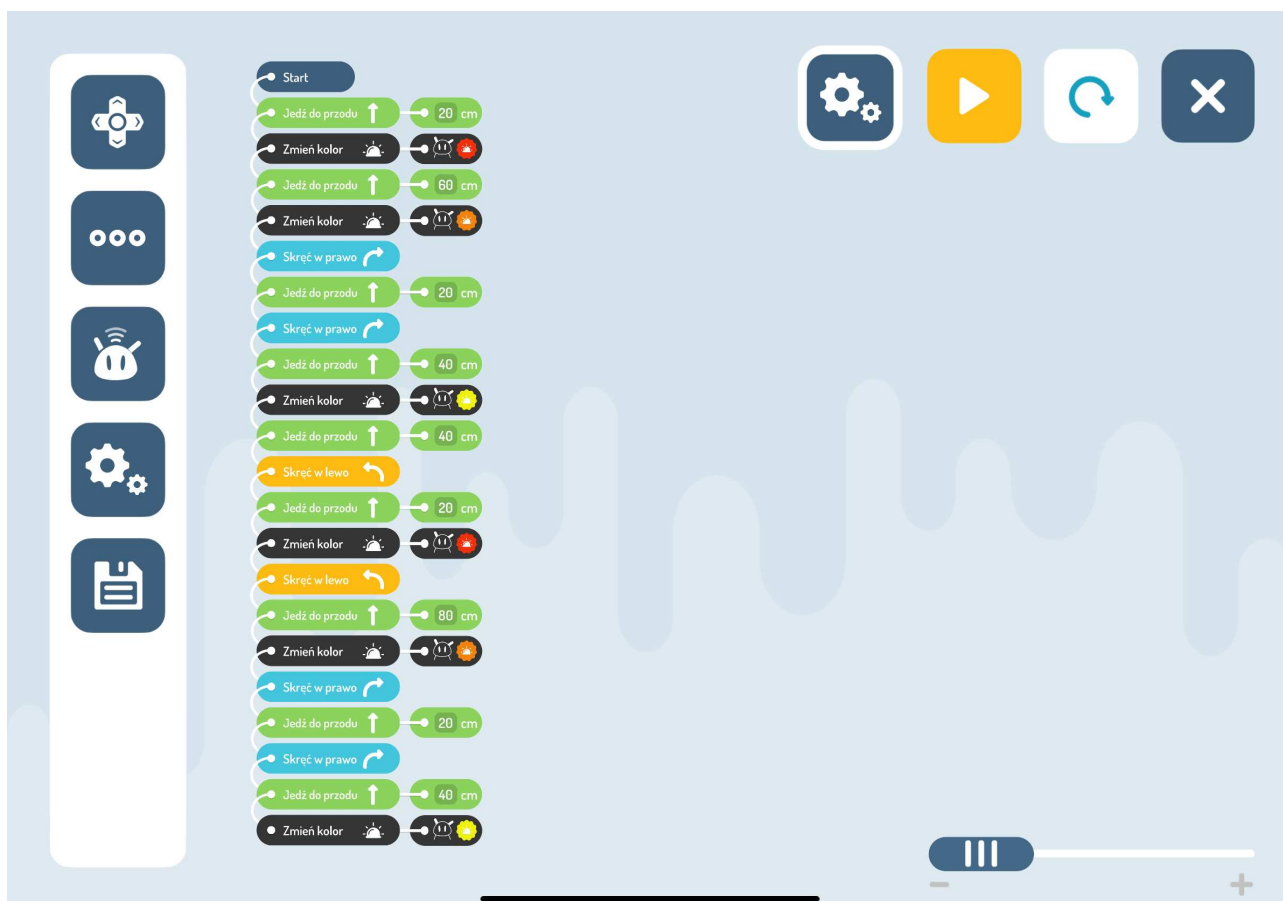 Start
Jedź do przodu 20 cm
Zmień kolor
Jedź do przodu 60 cm
Zmień kolor
Skręć w prawo
Jedź do przodu 20 cm
Skręć w prawo
Jedź do przodu 40 cm
Zmień kolor
Jedź do przodu 40 cm
Skręć w lewo
Jedź do przodu 20 cm
Zmień kolor
Skręć w lewo
Jedź do przodu 80 cm
Zmień kolor
Skręć w prawo
Jedź do przodu 20 cm
Skręć w prawo
Jedź do przodu 40 cm
Zmień kolor